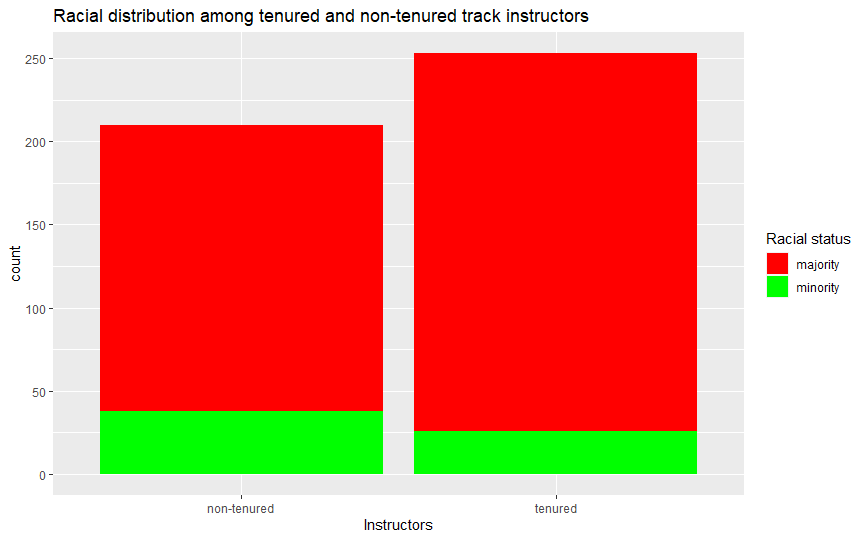 Racial distribution among tenured and non-tenured track instructors
250
200
150
100
50
0
count
non-tenured
tenured
Instructors
Racial status
majority
minority